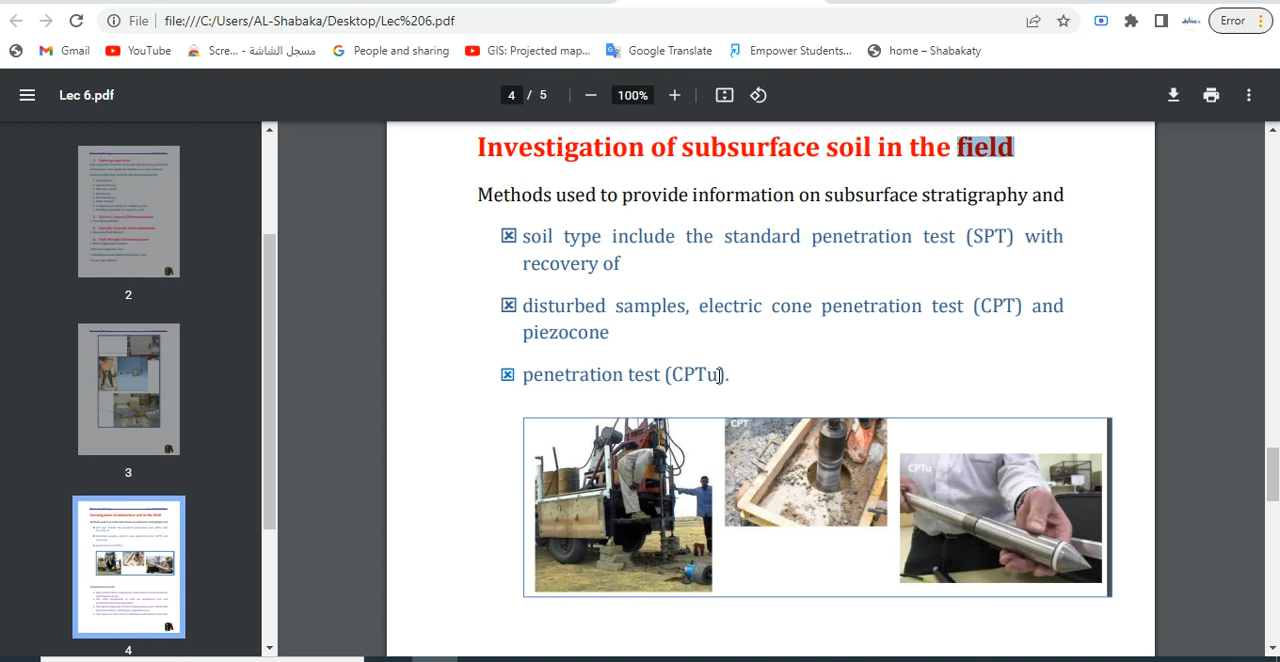 File
file:///C:/Users/AL-Shabaka/Desktop/Lec%206.pdf
Error
Gmail
YouTube
Scre... - مسجل الشاشة
People and sharing
GIS: Projected map...
Google Translate
Empower Students...
home – Shabakaty
Lec 6.pdf
4 / 5
100%
Investigation of subsurface soil in the field
Methods used to provide information on subsurface stratigraphy and
soil type include the standard penetration test (SPT) with
recovery of
disturbed samples, electric cone penetration test (CPT) and
piezocone
penetration test (CPTu).
CPT
CPTu
2
3
4